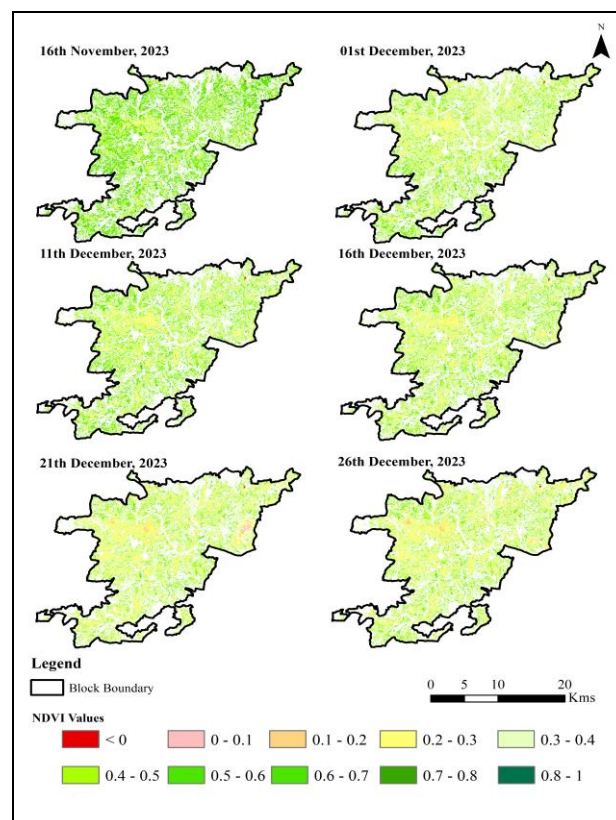 N
16th November, 2023
01st December, 2023
11th December, 2023
16th December, 2023
21th December, 2023
26th December, 2023
Legend
Block Boundary
0 5 10 20
Kms
NDVI Values
< 0
0 - 0.1
0.1 - 0.2
0.2 - 0.3
0.3 - 0.4
0.4 - 0.5
0.5 - 0.6
0.6 - 0.7
0.7 - 0.8
0.8 - 1